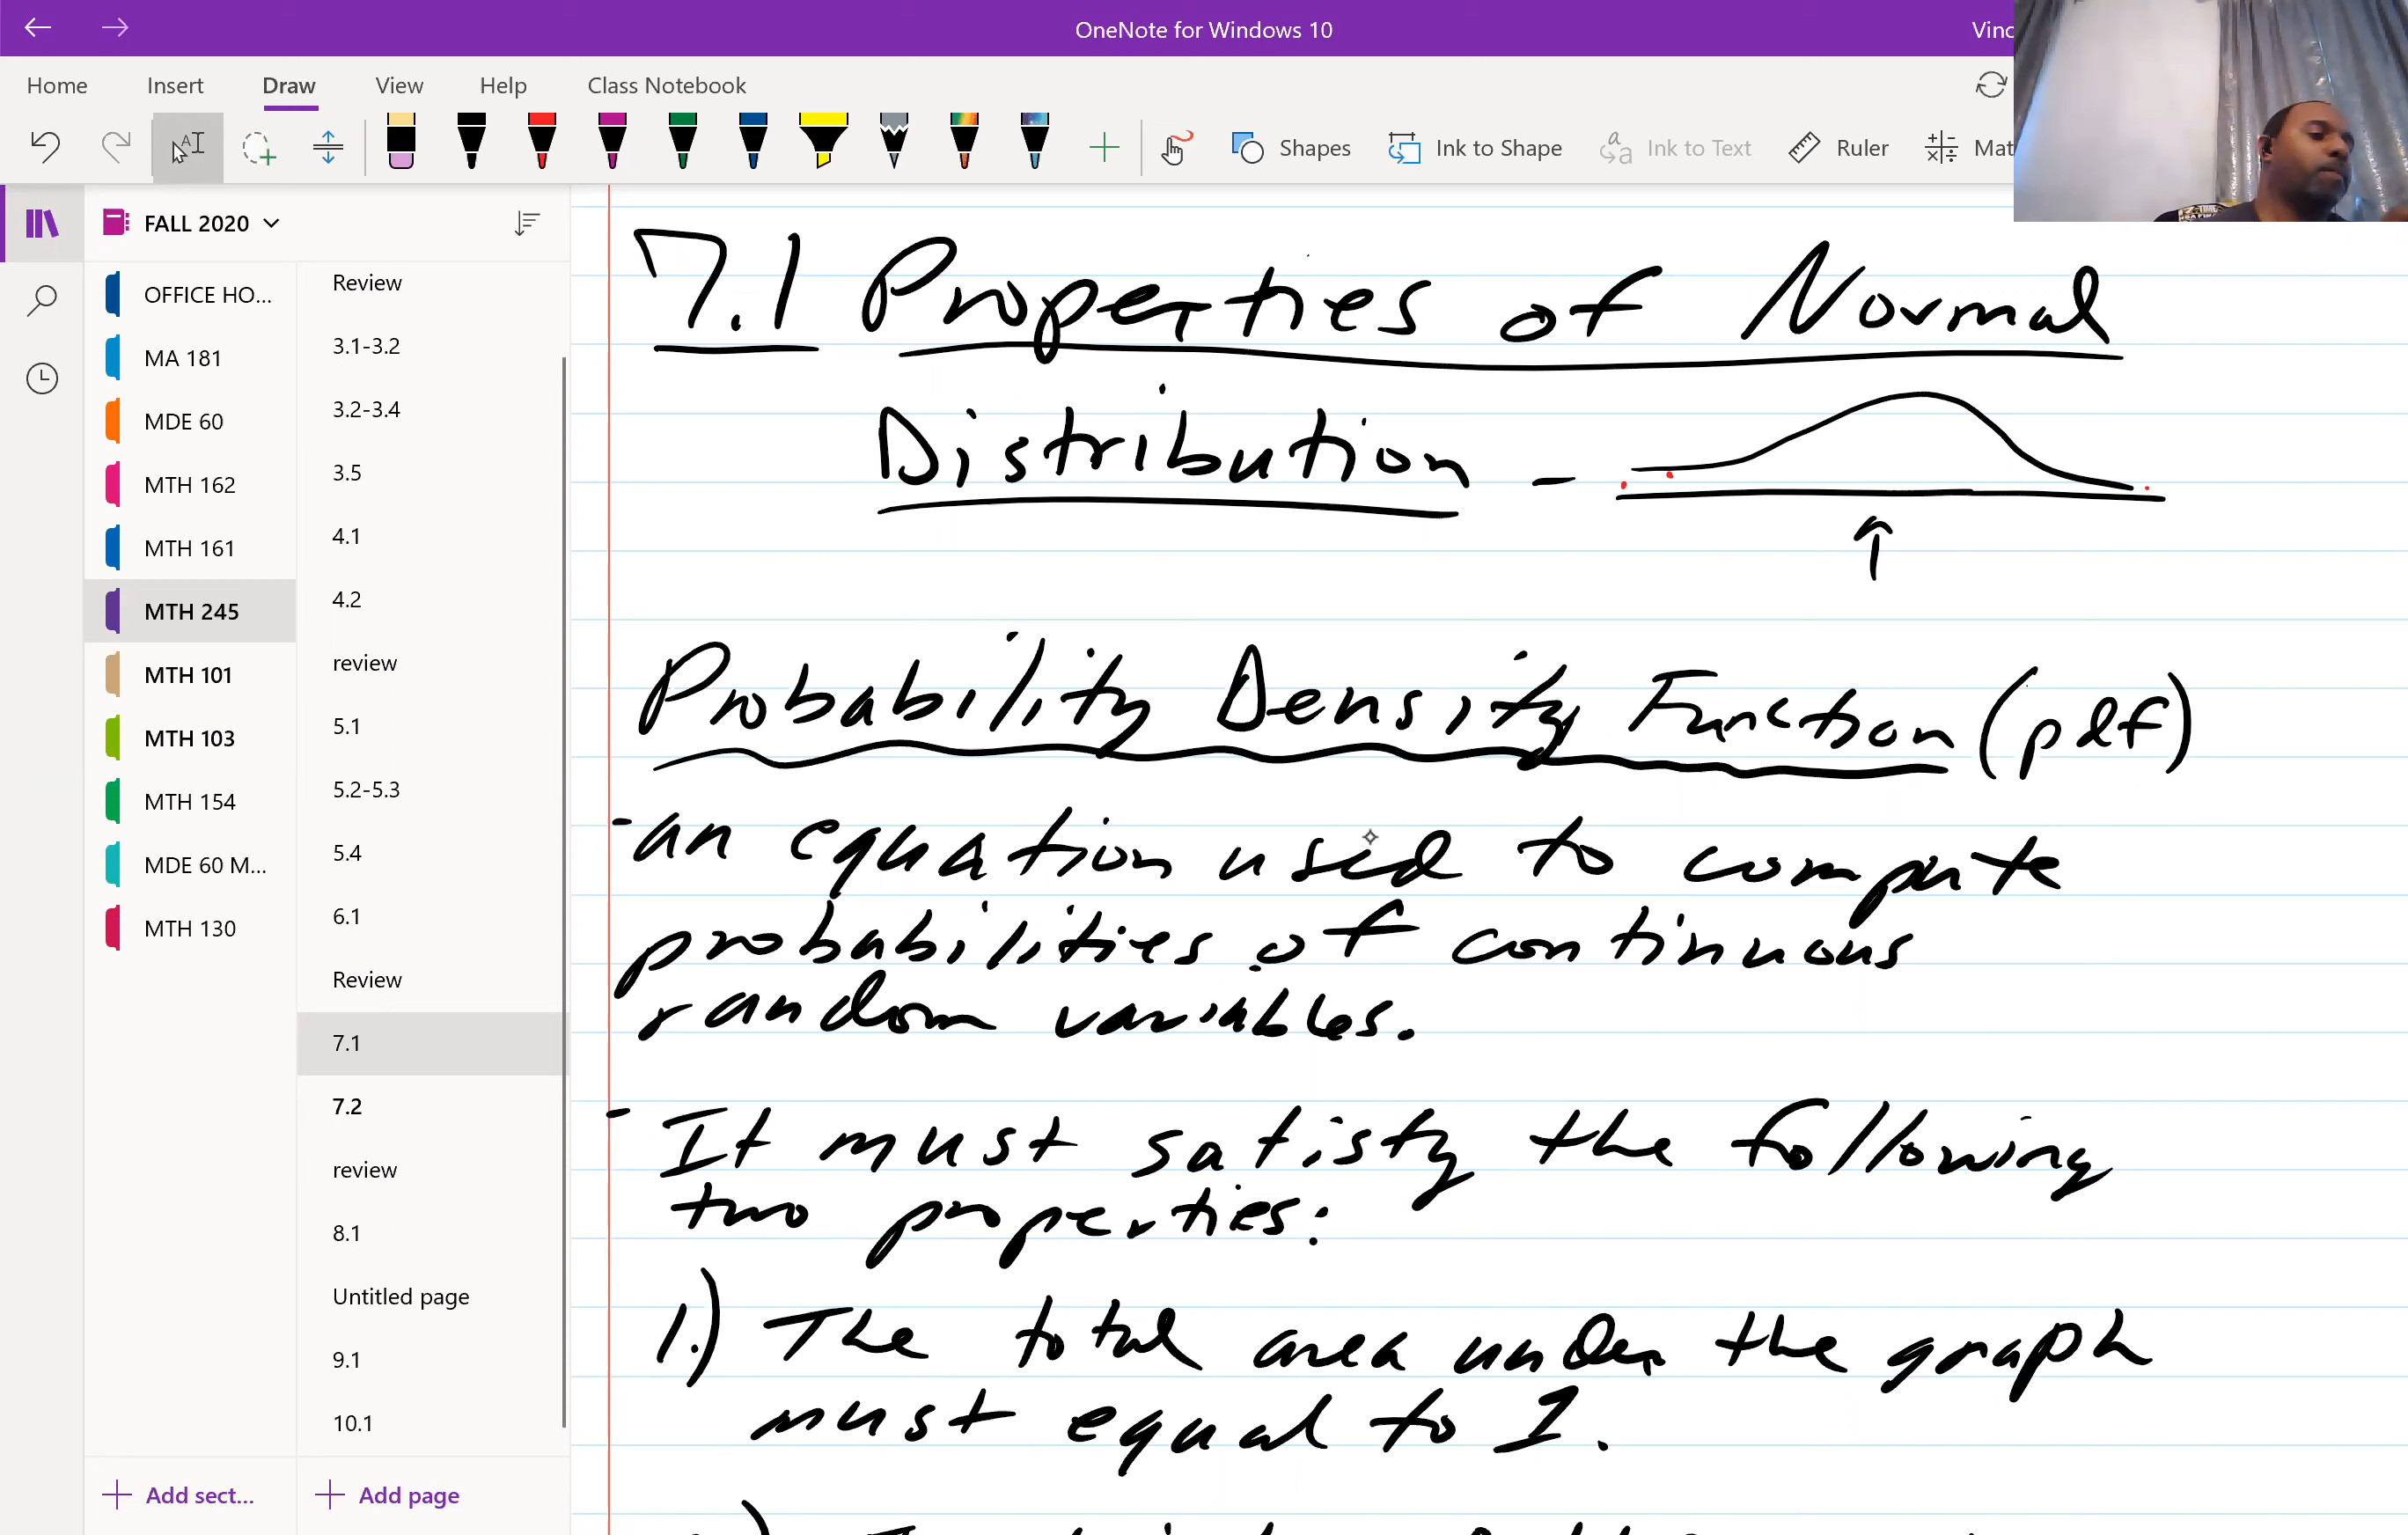 OneNote for Windows 10
Vinc
Home Insert Draw View Help Class Notebook
Shapes Ink to Shape Ink to Text Ruler Mat
FALL 2020
OFFICE HO...
MA 181
MDE 60
MTH 162
MTH 161
MTH 245
MTH 101
MTH 103
MTH 154
MDE 60 M...
MTH 130
Add sect...
Review
3.1-3.2
3.2-3.4
3.5
4.1
4.2
review
5.1
5.2-5.3
5.4
6.1
Review
7.1
7.2
review
8.1
Untitled page
9.1
10.1
Add page
7.1 Properties of Normal
Distribution -
Probability Density Function (pdf)
-an equation used to compute
probabilities of continuous
random variables.
- It must satisfy the following
two properties:
1.) The total area under the graph
must equal to 1.